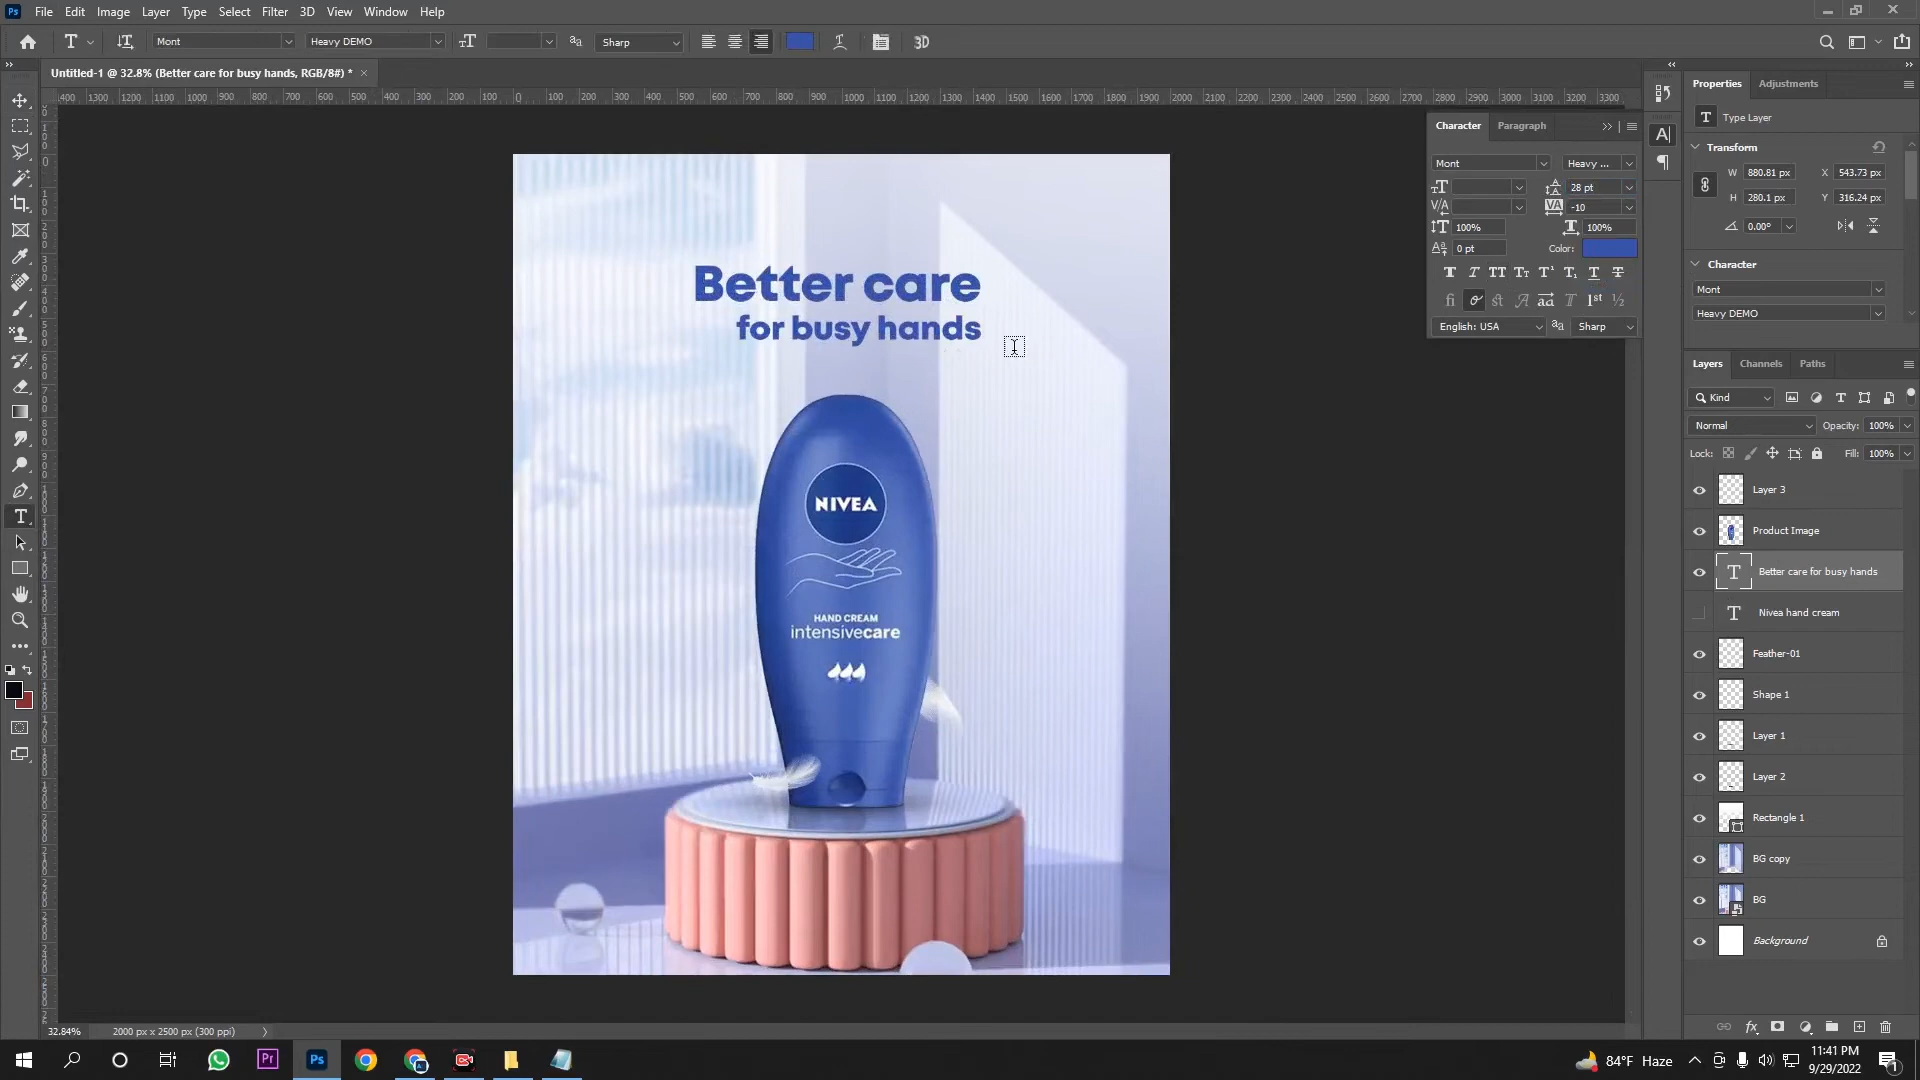 Ps File Edit Image Layer Type Select Filter 3D View Window Help
T Mont Heavy DEMO Sharp 3D
Untitled-1 @ 32.8% (Better care for busy hands, RGB/8#) * ×
Better care
for busy hands
NIVEA
HAND CREAM
intensivecare
Character Paragraph
Mont Heavy ...
28 pt
-10
100% 100%
0 pt Color:
English: USA Sharp
Properties Adjustments
Type Layer
Transform
W 880.81 px X 543.73 px
H 280.1 px Y 316.24 px
0.00°
Character
Mont
Heavy DEMO
Layers Channels Paths
Kind
Normal Opacity: 100%
Lock: Fill: 100%
Layer 3
Product Image
Better care for busy hands
Nivea hand cream
Feather-01
Shape 1
Layer 1
Layer 2
Rectangle 1
BG copy
BG
Background
32.84% 2000 px x 2500 px (300 ppi)
Pr Ps
84°F Haze
11:41 PM
9/29/2022